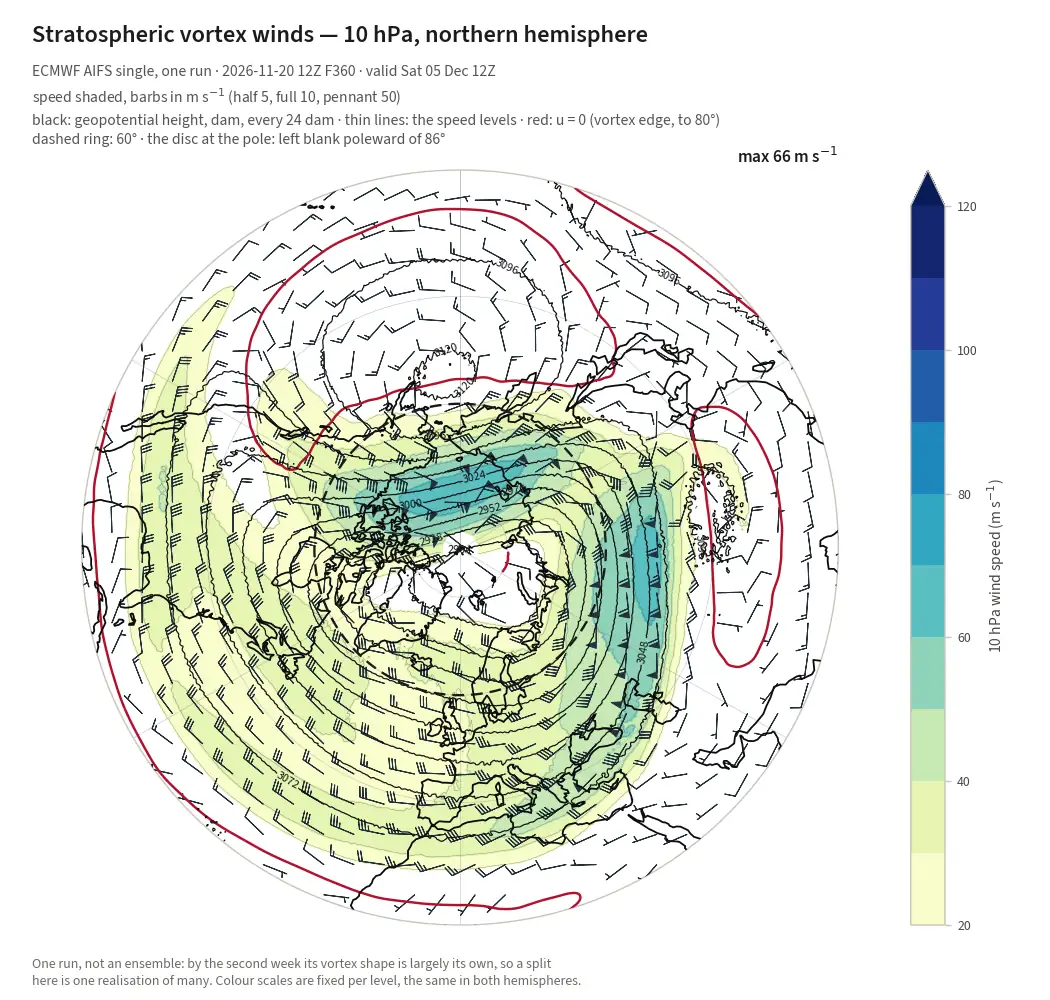 Stratospheric vortex winds — 10 hPa, northern hemisphere
ECMWF AIFS single, one run · 2026-11-20 12Z F360 · valid Sat 05 Dec 12Z
speed shaded, barbs in m s⁻¹ (half 5, full 10, pennant 50)
black: geopotential height, dam, every 24 dam · thin lines: the speed levels · red: u = 0 (vortex edge, to 80°)
dashed ring: 60° · the disc at the pole: left blank poleward of 86°
max 66 m s⁻¹
120
100
80
60
40
20
10 hPa wind speed (m s⁻¹)
3096
3120
3024
2952
3048
3072
One run, not an ensemble: by the second week its vortex shape is largely its own, so a split
here is one realisation of many. Colour scales are fixed per level, the same in both hemispheres.